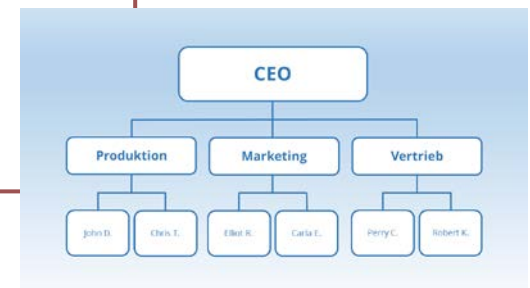 CEO
Produktion Marketing Vertrieb
John D. Chris T. Elliot R. Carla E. Perry C. Robert K.